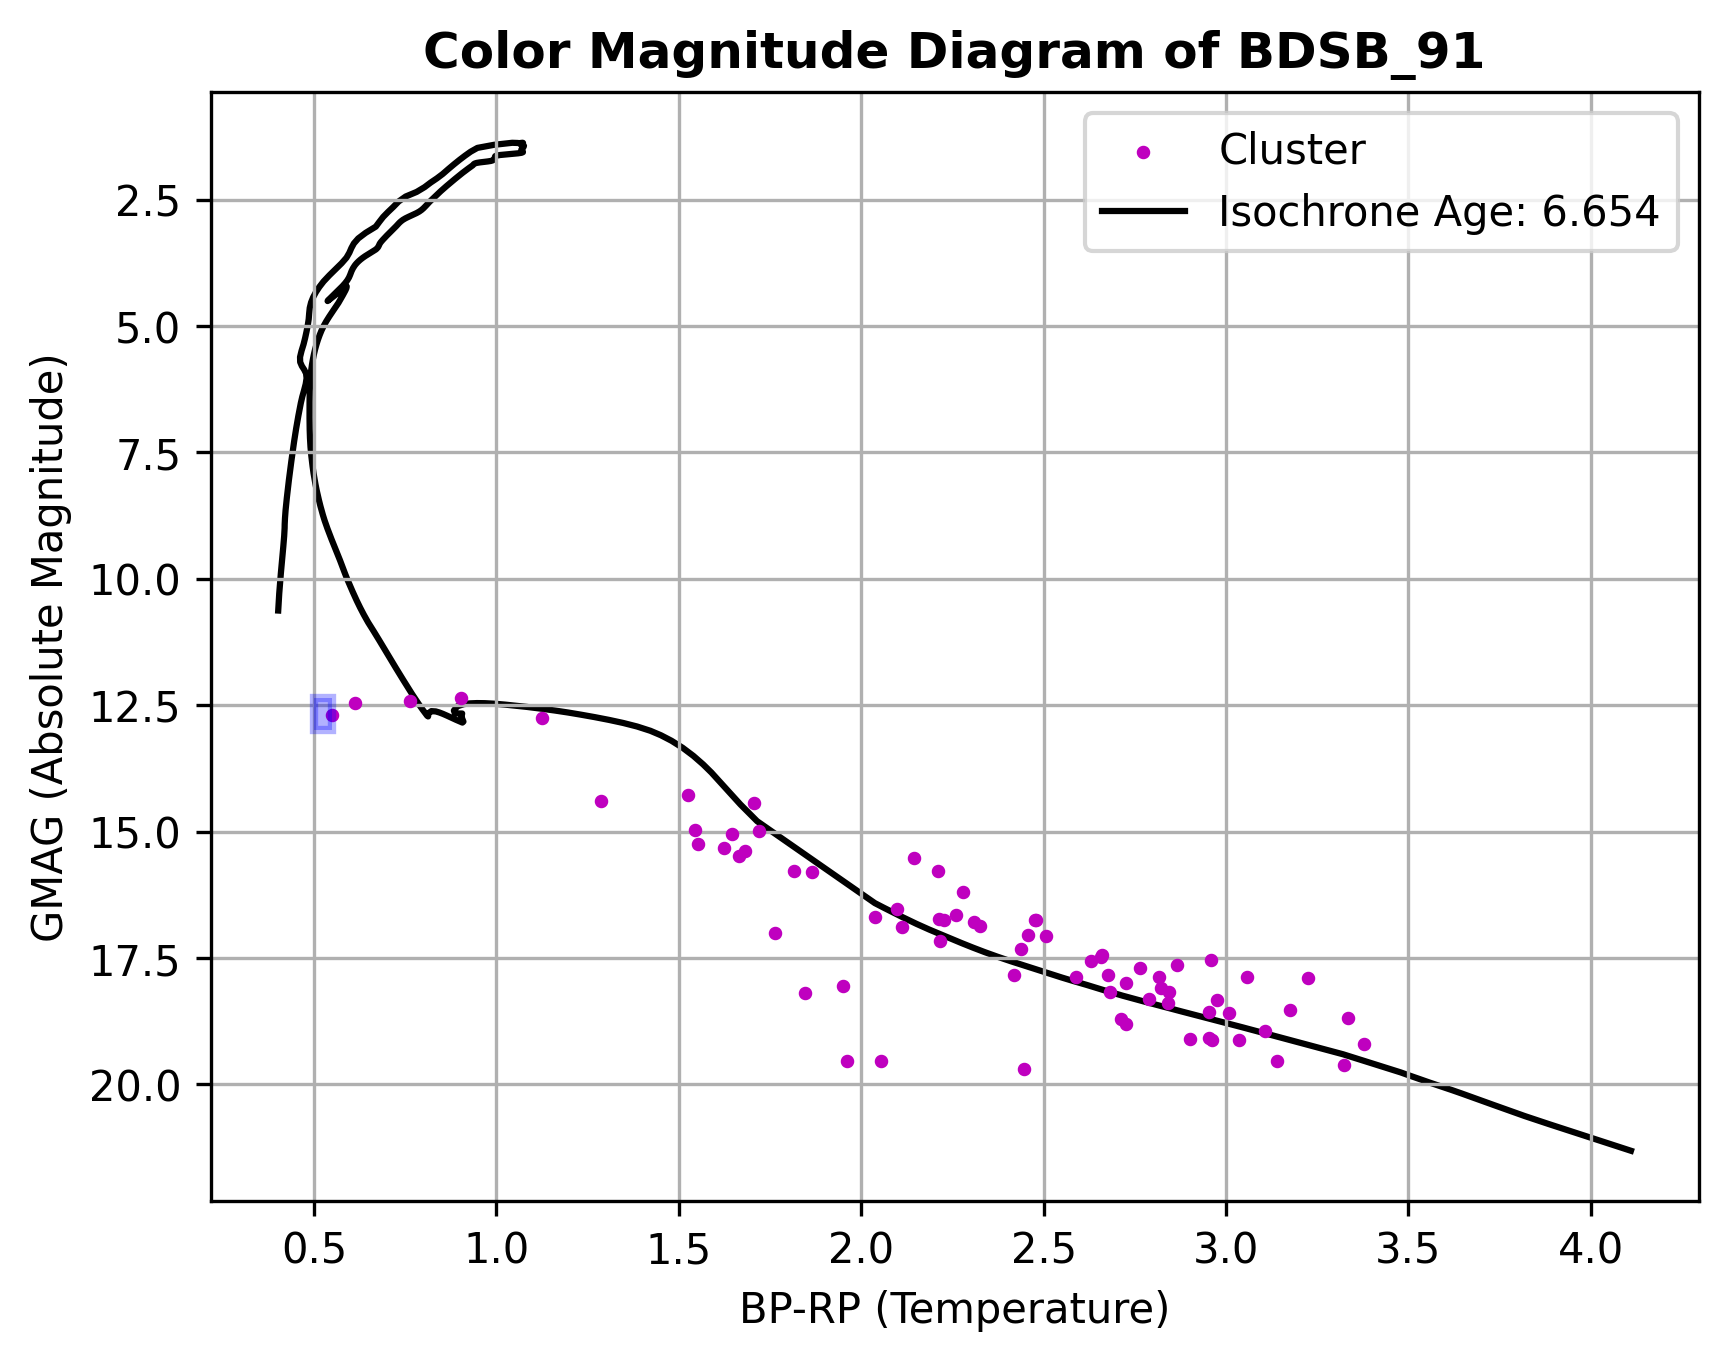 Color Magnitude Diagram of BDSB_91
Cluster
Isochrone Age: 6.654
GMAG (Absolute Magnitude)
2.5
5.0
7.5
10.0
12.5
15.0
17.5
20.0
0.5 1.0 1.5 2.0 2.5 3.0 3.5 4.0
BP-RP (Temperature)